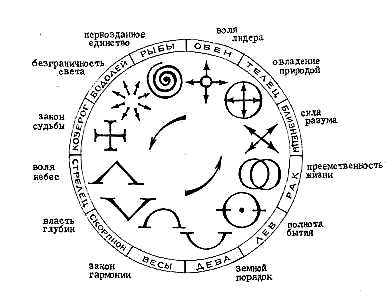 первозданное
единство
воля
лидера
безграничность
света
овладение
природой
закон
судьбы
сила
разума
воля
небес
преемственность
жизни
власть
глубин
полнота
бытия
закон
гармонии
земной
порядок
ОВЕН
ТЕЛЕЦ
БЛИЗНЕЦЫ
РАК
ЛЕВ
ДЕВА
ВЕСЫ
СКОРПИОН
СТРЕЛЕЦ
КОЗЕРОГ
ВОДОЛЕЙ
РЫБЫ